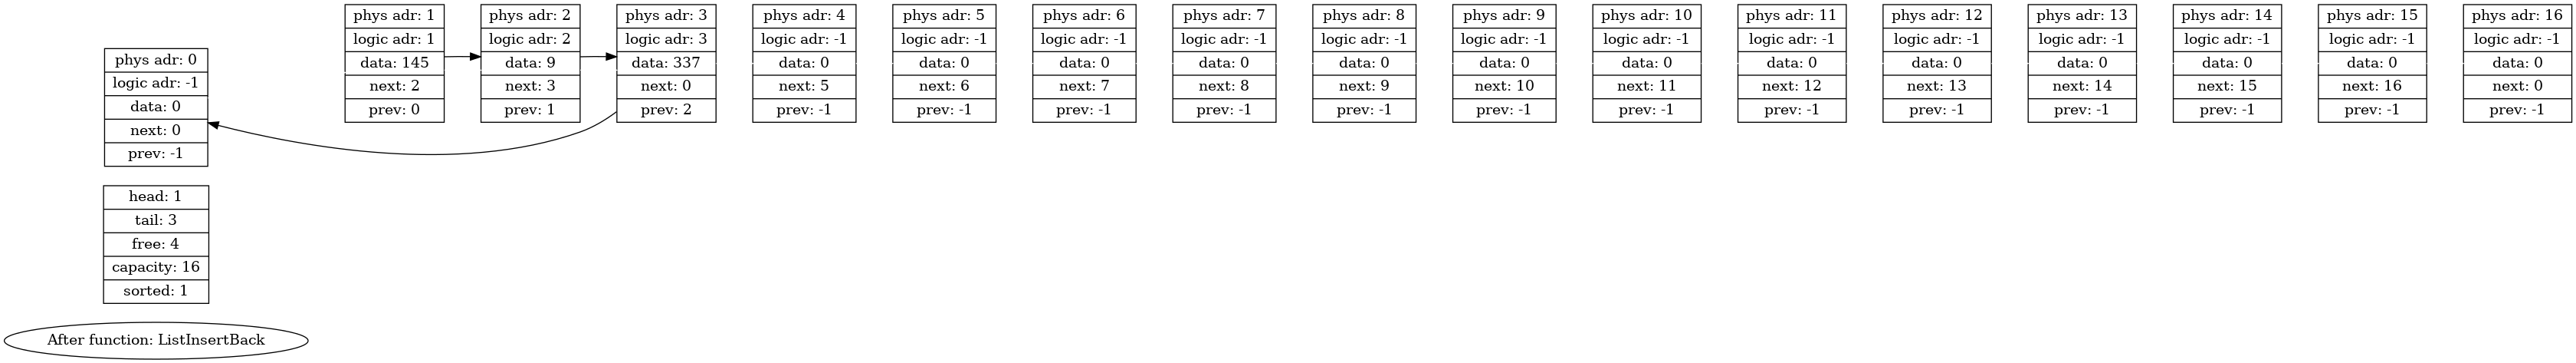 phys adr: 0
logic adr: -1
data: 0
next: 0
prev: -1
head: 1
tail: 3
free: 4
capacity: 16
sorted: 1
After function: ListInsertBack
phys adr: 1
logic adr: 1
data: 145
next: 2
prev: 0
phys adr: 2
logic adr: 2
data: 9
next: 3
prev: 1
phys adr: 3
logic adr: 3
data: 337
next: 0
prev: 2
phys adr: 4
logic adr: -1
data: 0
next: 5
prev: -1
phys adr: 5
logic adr: -1
data: 0
next: 6
prev: -1
phys adr: 6
logic adr: -1
data: 0
next: 7
prev: -1
phys adr: 7
logic adr: -1
data: 0
next: 8
prev: -1
phys adr: 8
logic adr: -1
data: 0
next: 9
prev: -1
phys adr: 9
logic adr: -1
data: 0
next: 10
prev: -1
phys adr: 10
logic adr: -1
data: 0
next: 11
prev: -1
phys adr: 11
logic adr: -1
data: 0
next: 12
prev: -1
phys adr: 12
logic adr: -1
data: 0
next: 13
prev: -1
phys adr: 13
logic adr: -1
data: 0
next: 14
prev: -1
phys adr: 14
logic adr: -1
data: 0
next: 15
prev: -1
phys adr: 15
logic adr: -1
data: 0
next: 16
prev: -1
phys adr: 16
logic adr: -1
data: 0
next: 0
prev: -1